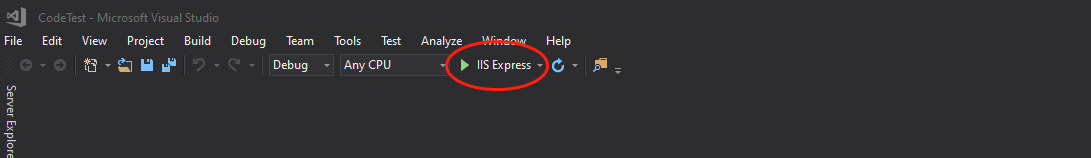 CodeTest - Microsoft Visual Studio
File Edit View Project Build Debug Team Tools Test Analyze Window Help
Debug Any CPU IIS Express
Server Explore